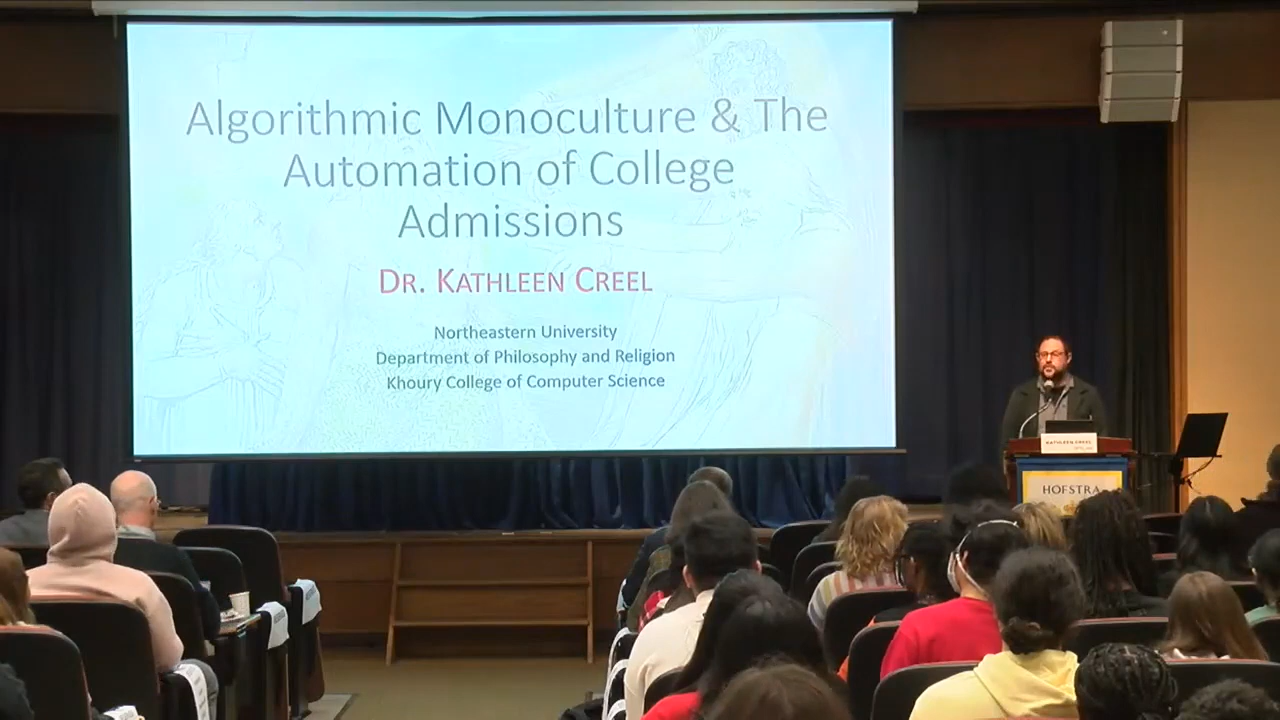 Algorithmic Monoculture & The
Automation of College
Admissions
DR. KATHLEEN CREEL
Northeastern University
Department of Philosophy and Religion
Khoury College of Computer Science
KATHLEEN CREEL
HOFSTRA